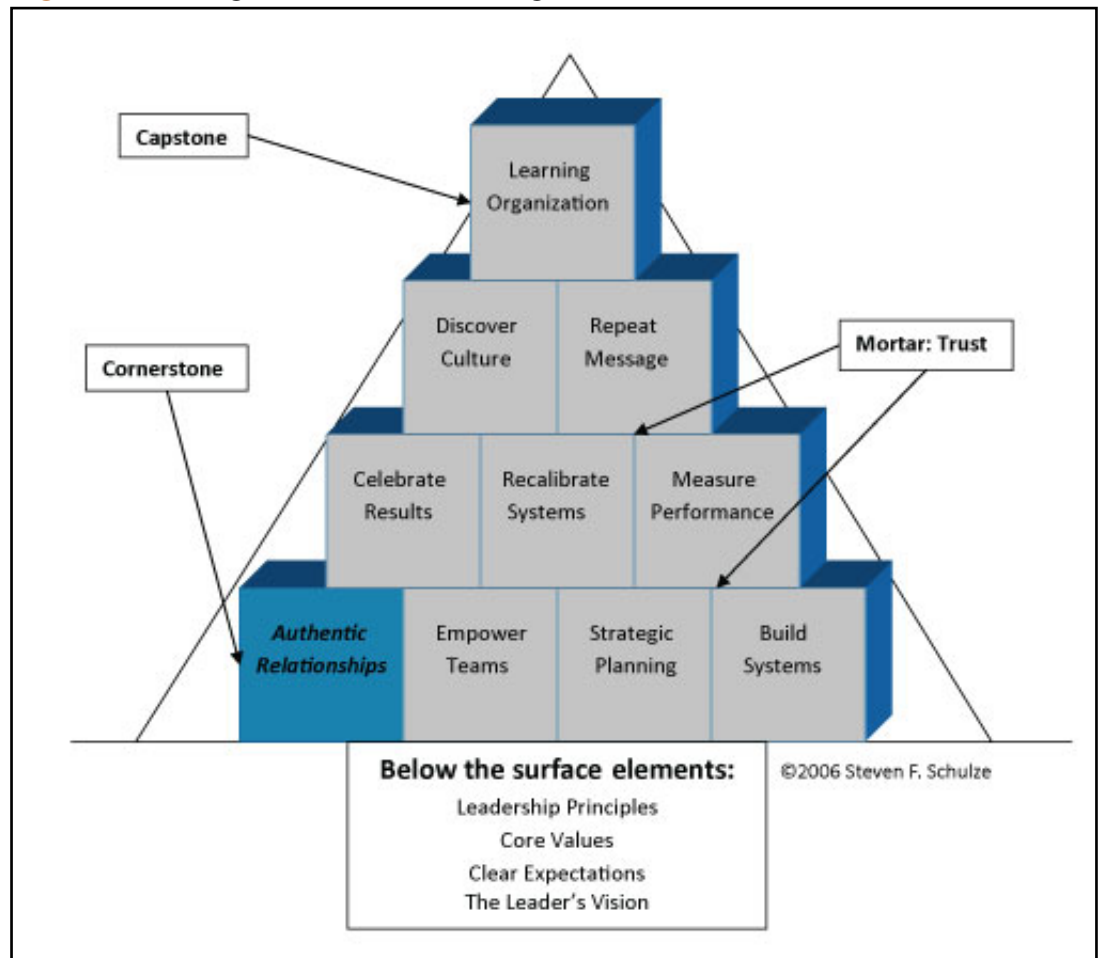 Capstone
Learning
Organization
Discover
Culture
Repeat
Message
Mortar: Trust
Cornerstone
Celebrate
Results
Recalibrate
Systems
Measure
Performance
Authentic
Relationships
Empower
Teams
Strategic
Planning
Build
Systems
Below the surface elements:
©2006 Steven F. Schulze
Leadership Principles
Core Values
Clear Expectations
The Leader's Vision